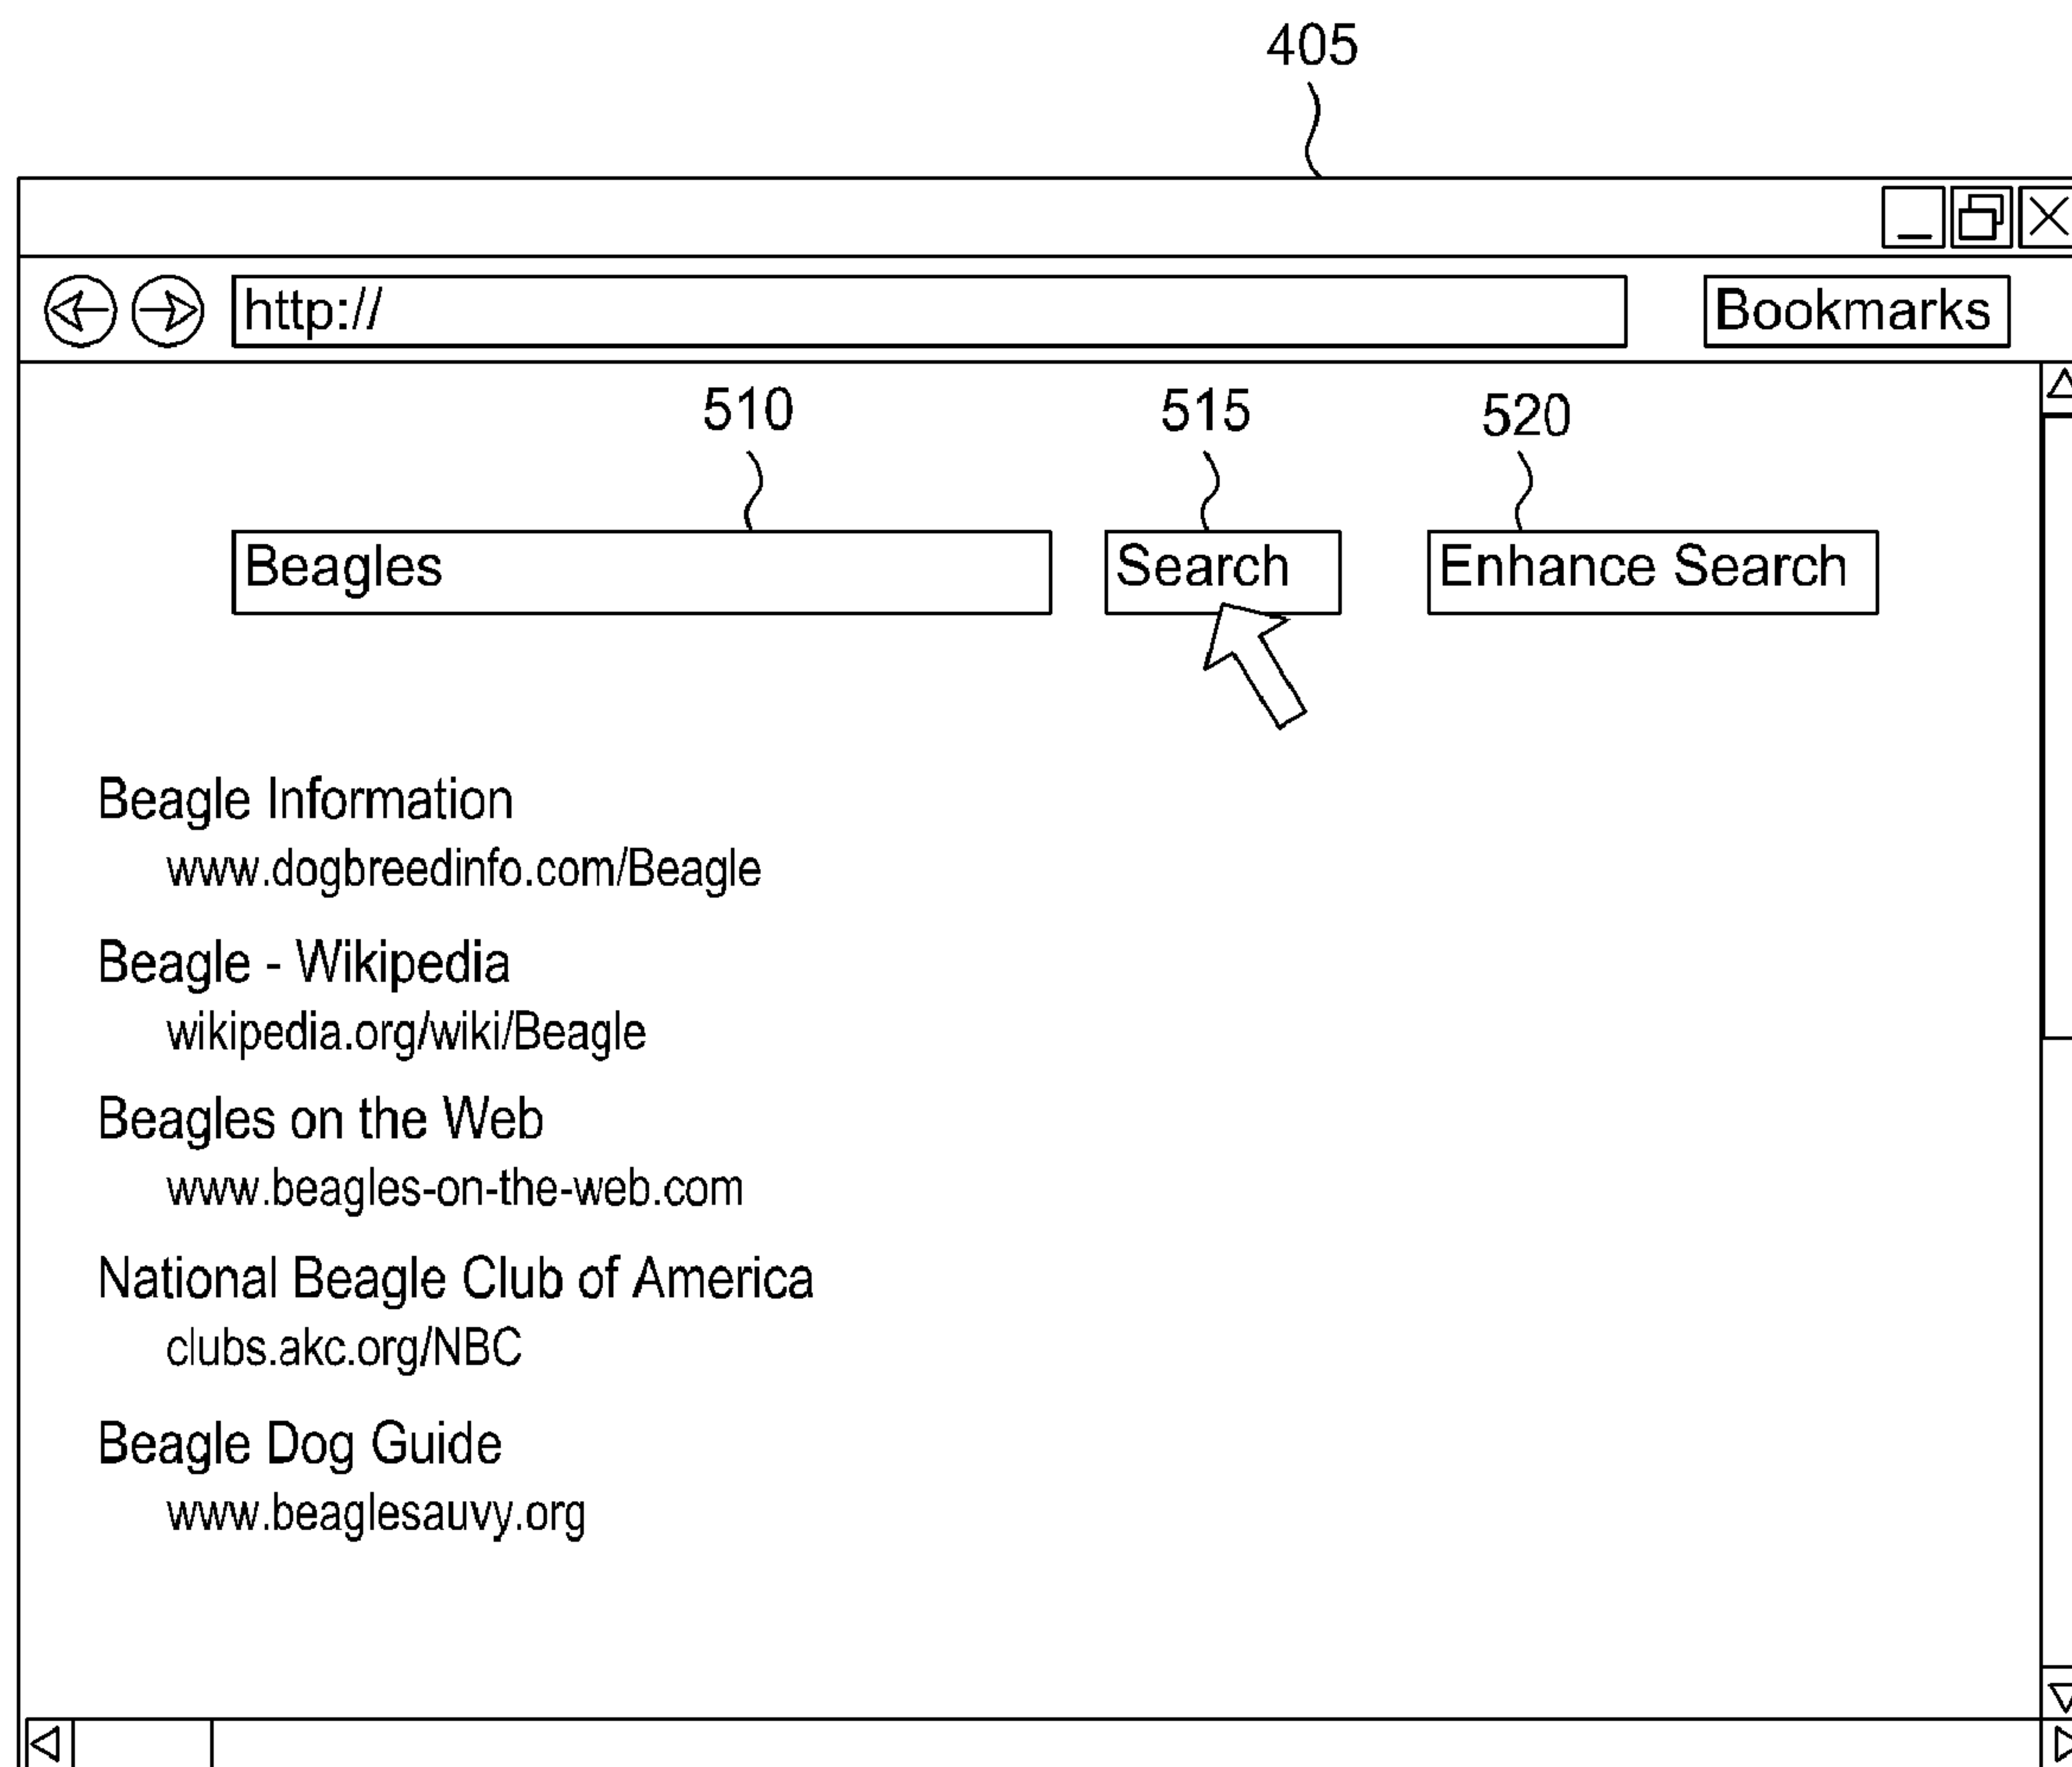 405
http://
Bookmarks
510
515
520
Beagles
Search
Enhance Search
Beagle Information
www.dogbreedinfo.com/Beagle
Beagle - Wikipedia
wikipedia.org/wiki/Beagle
Beagles on the Web
www.beagles-on-the-web.com
National Beagle Club of America
clubs.akc.org/NBC
Beagle Dog Guide
www.beaglesauvy.org